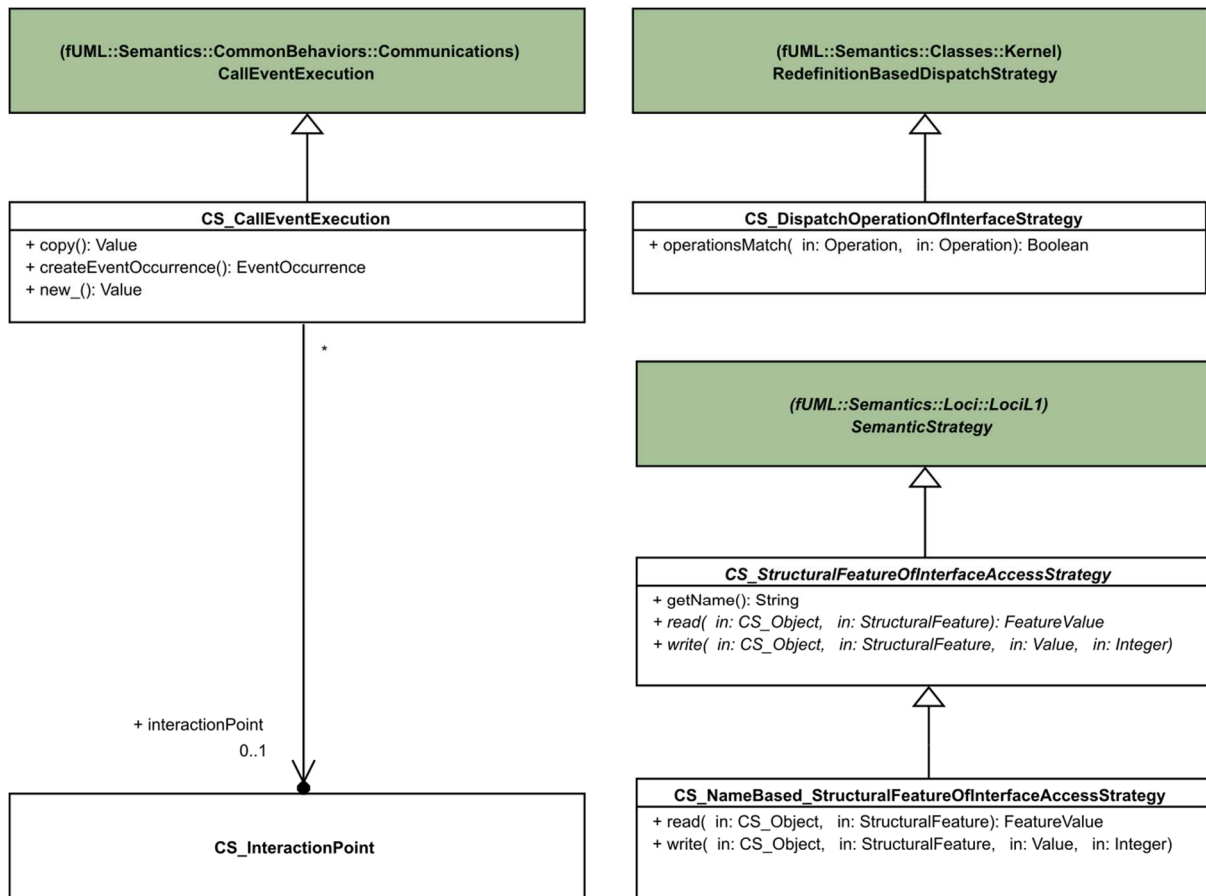 (fUML::Semantics::CommonBehaviors::Communications)
CallEventExecution
CS_CallEventExecution
+ copy(): Value
+ createEventOccurrence(): EventOccurrence
+ new_(): Value
*
+ interactionPoint
0..1
CS_InteractionPoint
(fUML::Semantics::Classes::Kernel)
RedefinitionBasedDispatchStrategy
CS_DispatchOperationOfInterfaceStrategy
+ operationsMatch( in: Operation, in: Operation): Boolean
(fUML::Semantics::Loci::LociL1)
SemanticStrategy
CS_StructuralFeatureOfInterfaceAccessStrategy
+ getName(): String
+ read( in: CS_Object, in: StructuralFeature): FeatureValue
+ write( in: CS_Object, in: StructuralFeature, in: Value, in: Integer)
CS_NameBased_StructuralFeatureOfInterfaceAccessStrategy
+ read( in: CS_Object, in: StructuralFeature): FeatureValue
+ write( in: CS_Object, in: StructuralFeature, in: Value, in: Integer)